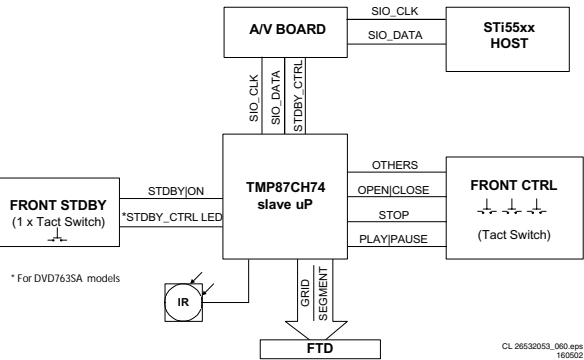 SIO_CLK
A/V BOARD
STi55xx
HOST
SIO_DATA
SIO_CLK
SIO_DATA
STDBY_CTRL
TMP87CH74
slave uP
OTHERS
OPEN|CLOSE
STOP
PLAY|PAUSE
FRONT CTRL
(Tact Switch)
FRONT STDBY
(1 x Tact Switch)
STDBY|ON
*STDBY_CTRL LED
* For DVD763SA models
IR
GRID
SEGMENT
FTD
CL 26532053_060.eps
160502